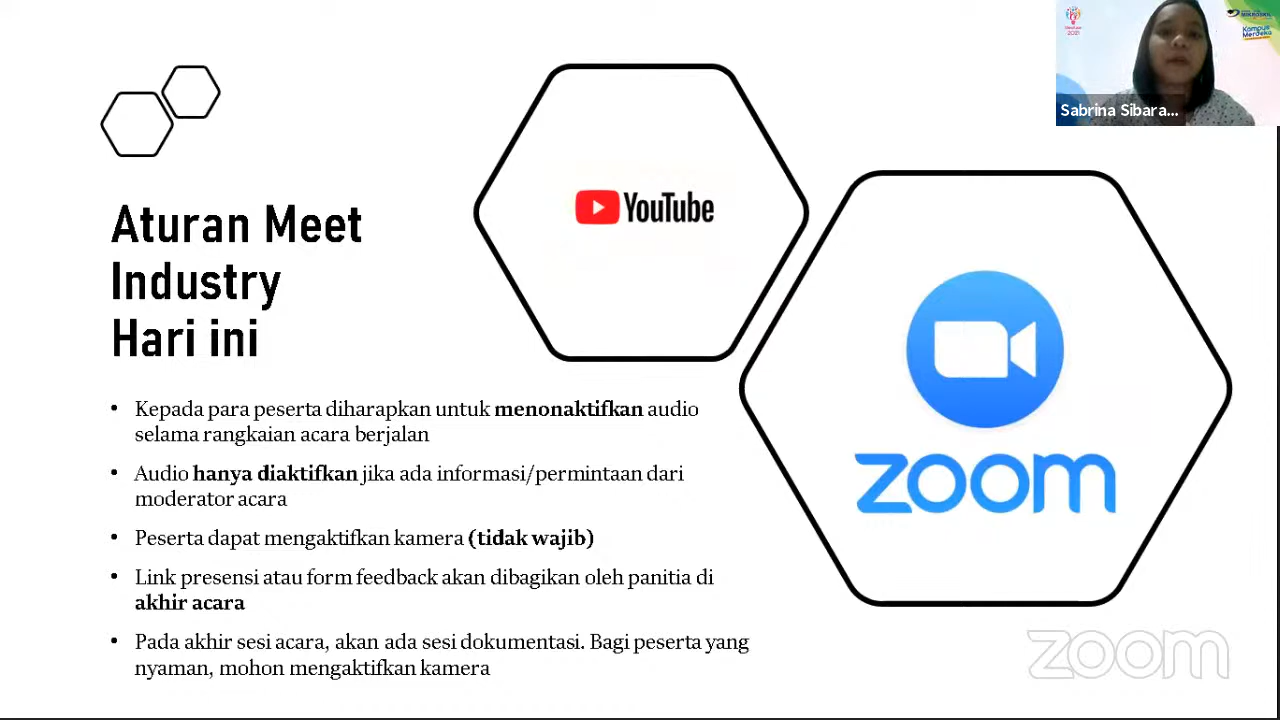 Aturan Meet
Industry
Hari ini
Kepada para peserta diharapkan untuk menonaktifkan audio
selama rangkaian acara berjalan
Audio hanya diaktifkan jika ada informasi/permintaan dari
moderator acara
Peserta dapat mengaktifkan kamera (tidak wajib)
Link presensi atau form feedback akan dibagikan oleh panitia di
akhir acara
Pada akhir sesi acara, akan ada sesi dokumentasi. Bagi peserta yang
nyaman, mohon mengaktifkan kamera
YouTube
zoom
2021
Kampus
Merdeka
Sabrina Sibara...
zoom